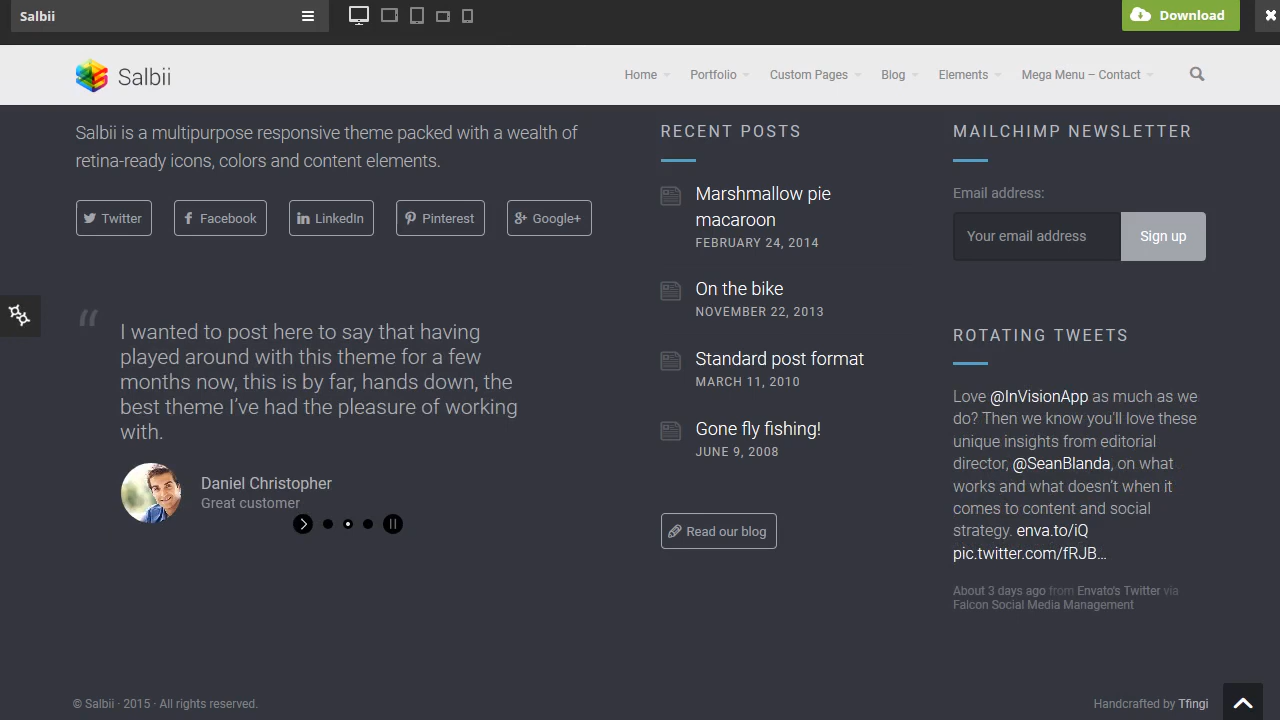 Salbii
Download
Salbii
Home
Portfolio
Custom Pages
Blog
Elements
Mega Menu – Contact
Salbii is a multipurpose responsive theme packed with a wealth of
retina-ready icons, colors and content elements.
Twitter
Facebook
LinkedIn
Pinterest
Google+
“
I wanted to post here to say that having
played around with this theme for a few
months now, this is by far, hands down, the
best theme I’ve had the pleasure of working
with.
Daniel Christopher
Great customer
RECENT POSTS
Marshmallow pie
macaroon
FEBRUARY 24, 2014
On the bike
NOVEMBER 22, 2013
Standard post format
MARCH 11, 2010
Gone fly fishing!
JUNE 9, 2008
Read our blog
MAILCHIMP NEWSLETTER
Email address:
Your email address
Sign up
ROTATING TWEETS
Love @InVisionApp as much as we
do? Then we know you'll love these
unique insights from editorial
director, @SeanBlanda, on what
works and what doesn’t when it
comes to content and social
strategy. enva.to/iQ
pic.twitter.com/fRJB…
About 3 days ago from Envato's Twitter via
Falcon Social Media Management
© Salbii · 2015 · All rights reserved.
Handcrafted by Tfingi